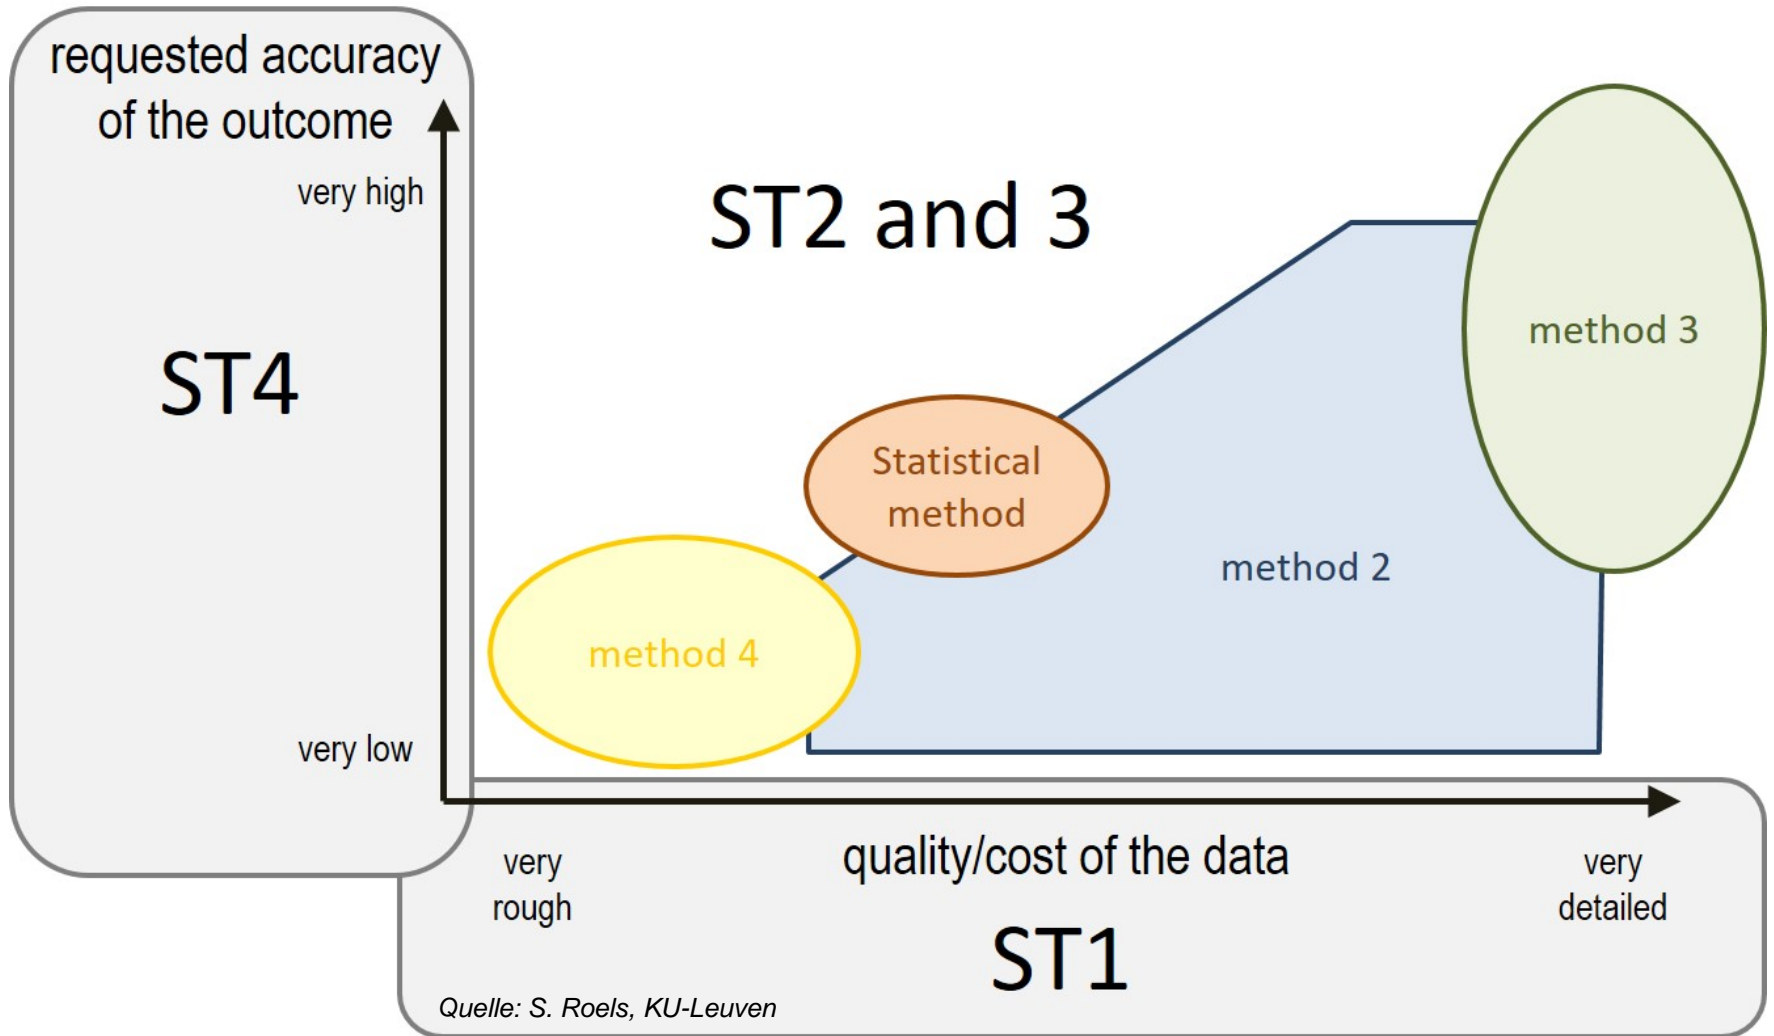 requested accuracy
of the outcome
very high
ST2 and 3
method 3
ST4
Statistical
method
method 2
method 4
very low
quality/cost of the data
very
rough
very
detailed
ST1
Quelle: S. Roels, KU-Leuven